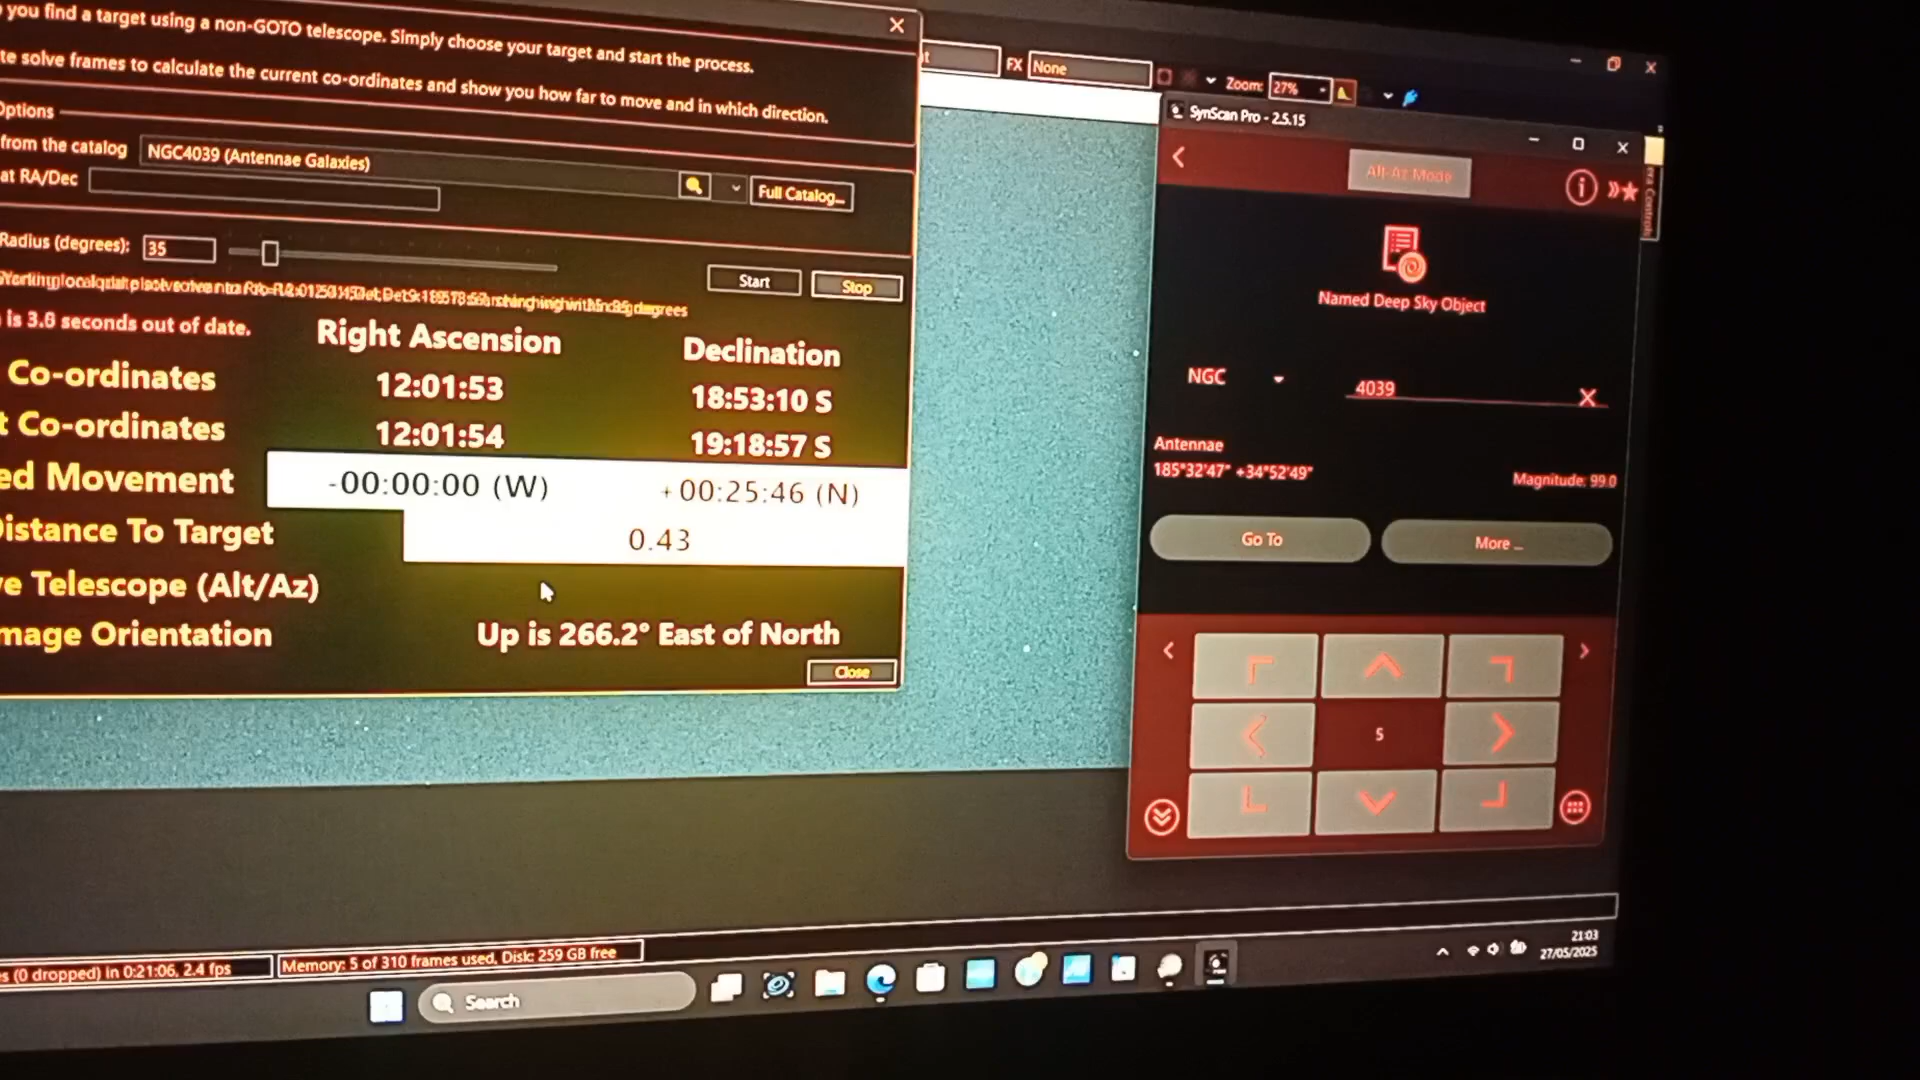 you find a target using a non-GOTO telescope. Simply choose your target and start the process.
te solve frames to calculate the current co-ordinates and show you how far to move and in which direction.
Options
from the catalog NGC4039 (Antennae Galaxies)
at RA/Dec
Full Catalog...
Radius (degrees): 35
Start Stop
is 3.8 seconds out of date.
Right Ascension Declination
Co-ordinates 12:01:53 18:53:10 S
t Co-ordinates 12:01:54 19:18:57 S
ed Movement -00:00:00 (W) +00:25:46 (N)
Distance To Target 0.43
e Telescope (Alt/Az)
mage Orientation Up is 266.2° East of North
Close
FX None
Zoom: 27%
SynScan Pro - 2.5.15
Alt-Az Mode
Named Deep Sky Object
NGC 4039
Antennae
185°32'47" +34°52'49"
Magnitude: 99.0
Go To More ...
5
Controls
s (0 dropped) in 0:21:06, 2.4 fps
Memory: 5 of 310 frames used, Disk: 259 GB free
Search
21:03
27/05/2025